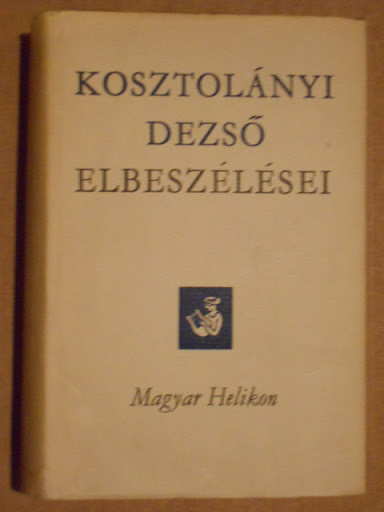 KOSZTOLÁNYI
DEZSŐ
ELBESZÉLÉSEI
Magyar Helikon